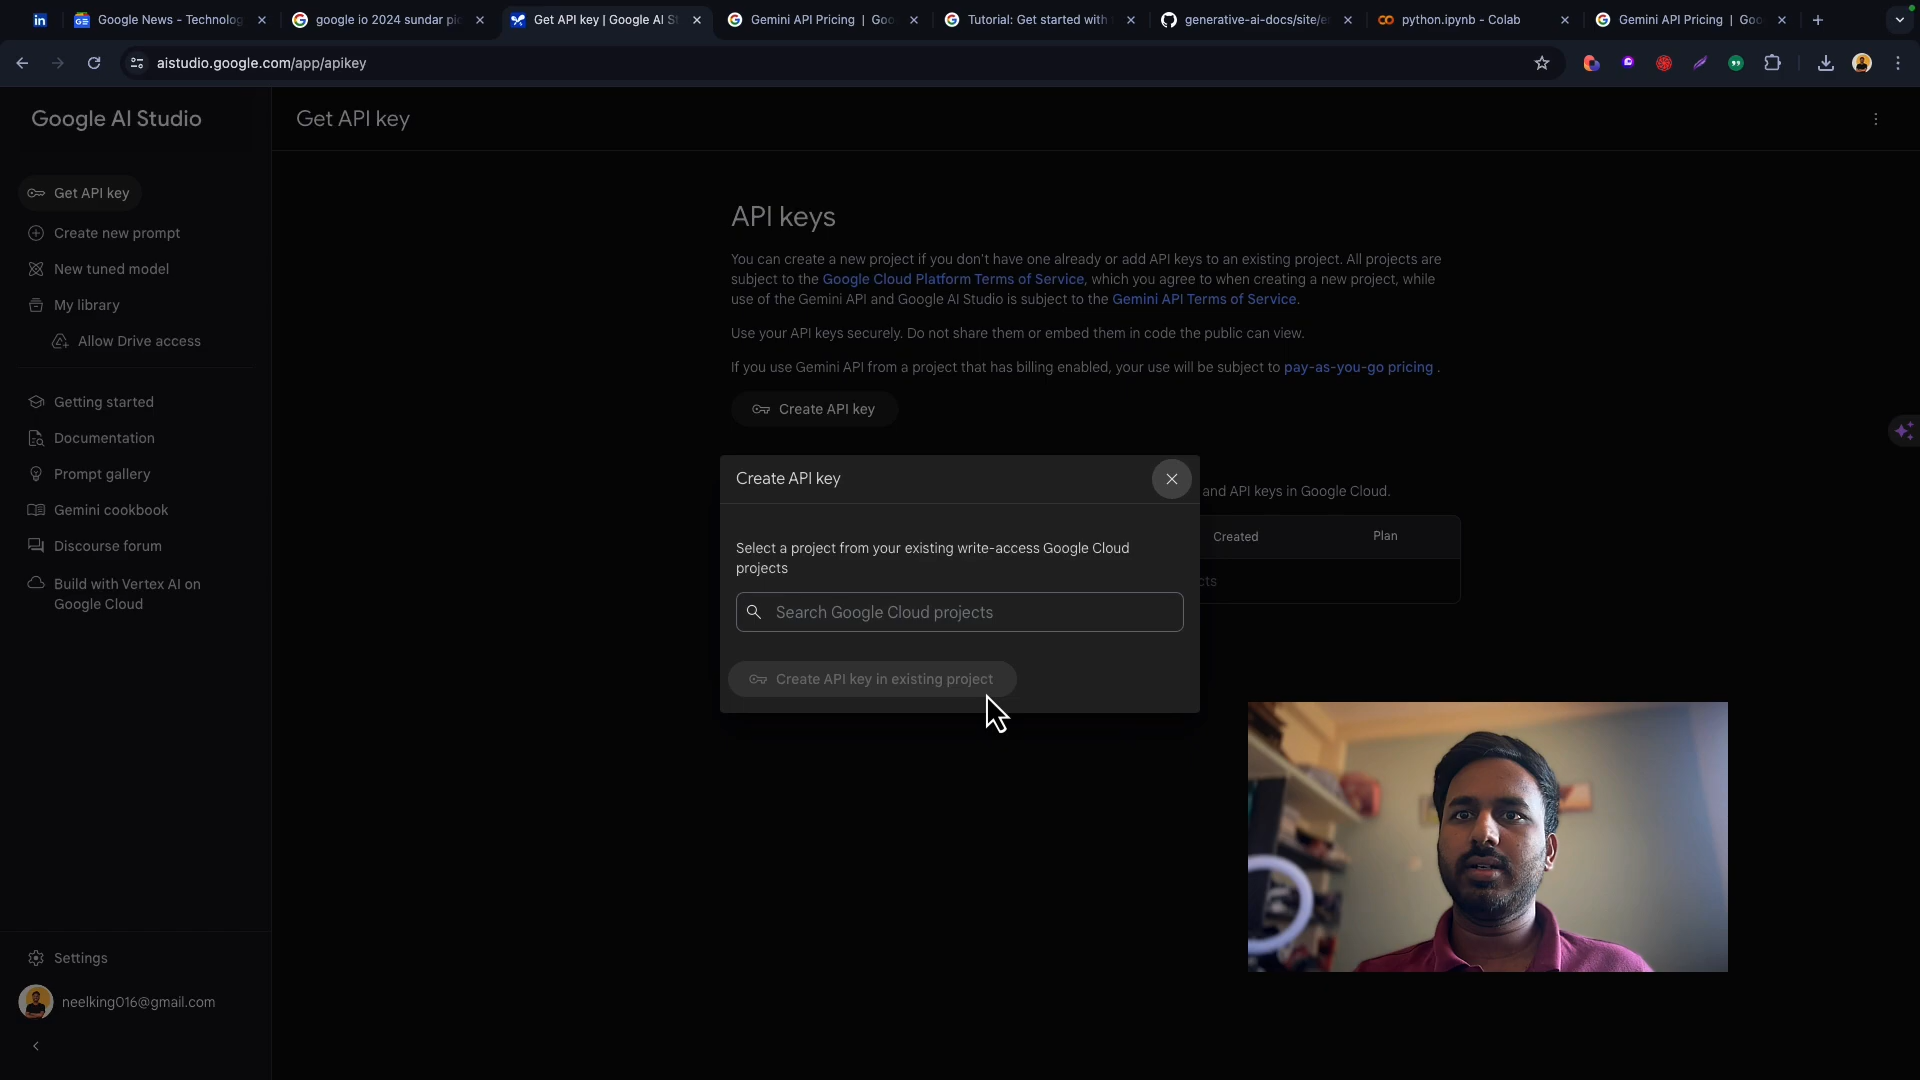 Google News - Technolog
google io 2024 sundar pi
Get API key | Google AI S
Gemini API Pricing | Goo
Tutorial: Get started with
generative-ai-docs/site/e
python.ipynb - Colab
Gemini API Pricing | Goo
aistudio.google.com/app/apikey
Google AI Studio
Get API key
Get API key
Create new prompt
New tuned model
My library
Allow Drive access
Getting started
Documentation
Prompt gallery
Gemini cookbook
Discourse forum
Build with Vertex AI on
Google Cloud
Settings
neelking016@gmail.com
API keys
You can create a new project if you don't have one already or add API keys to an existing project. All projects are
subject to the Google Cloud Platform Terms of Service, which you agree to when creating a new project, while
use of the Gemini API and Google AI Studio is subject to the Gemini API Terms of Service.
Use your API keys securely. Do not share them or embed them in code the public can view.
If you use Gemini API from a project that has billing enabled, your use will be subject to pay-as-you-go pricing .
Create API key
and API keys in Google Cloud.
Created Plan
cts
Create API key
Select a project from your existing write-access Google Cloud
projects
Search Google Cloud projects
Create API key in existing project